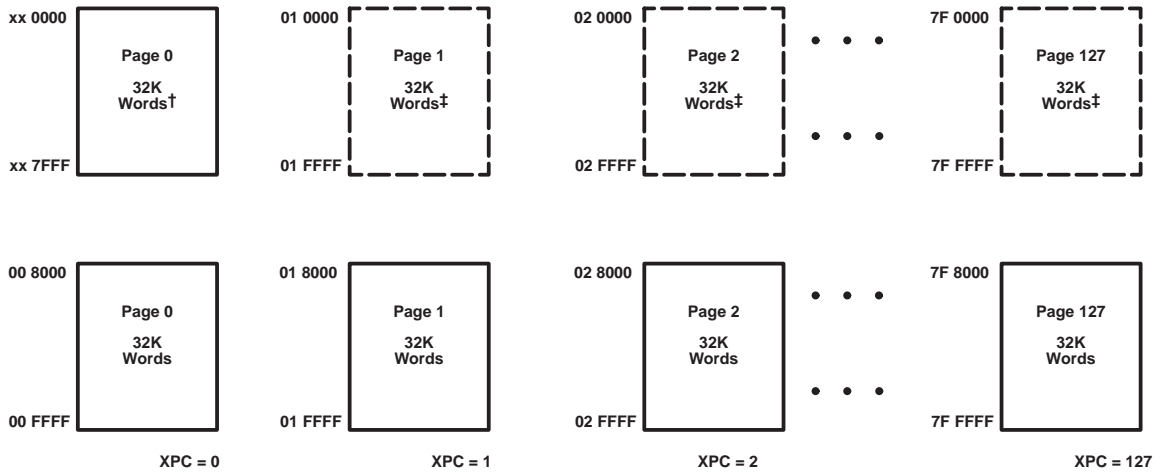 xx 0000
01 0000
02 0000
7F 0000
Page 0
Page 1
Page 2
Page 127
32K
Words†
32K
Words‡
32K
Words‡
32K
Words‡
xx 7FFF
01 FFFF
02 FFFF
7F FFFF
00 8000
01 8000
02 8000
7F 8000
Page 0
Page 1
Page 2
Page 127
32K
Words
32K
Words
32K
Words
32K
Words
00 FFFF
01 FFFF
02 FFFF
7F FFFF
XPC = 0
XPC = 1
XPC = 2
XPC = 127